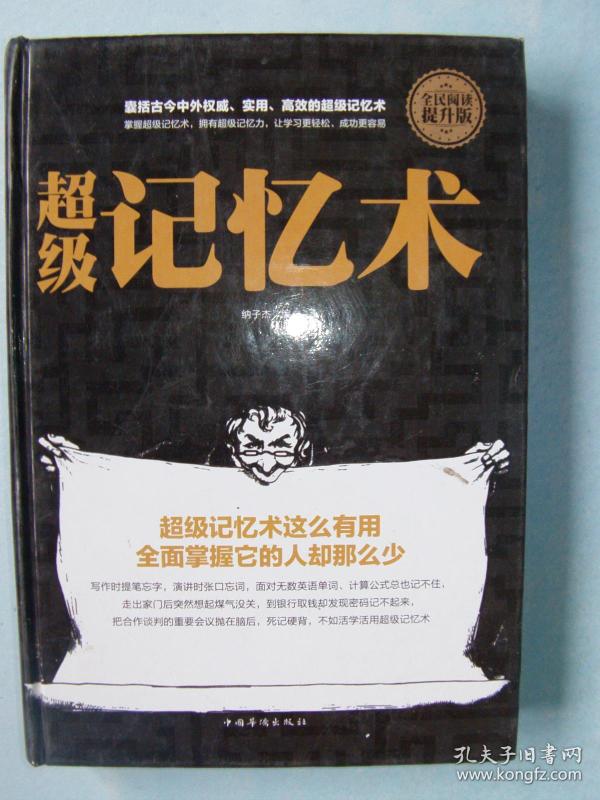 囊括古今中外权威、实用、高效的超级记忆术
掌握超级记忆术，拥有超级记忆力，让学习更轻松、成功更容易
全民阅读
提升版
超级
记忆术
纳子杰
超级记忆术这么有用
全面掌握它的人却那么少
写作时提笔忘字，演讲时张口忘词，面对无数英语单词、计算公式总也记不住，
走出家门后突然想起煤气没关，到银行取钱却发现密码记不起来，
把合作谈判的重要会议抛在脑后，死记硬背，不如活学活用超级记忆术
中国华侨出版社
孔夫子旧书网
www.kongfz.com